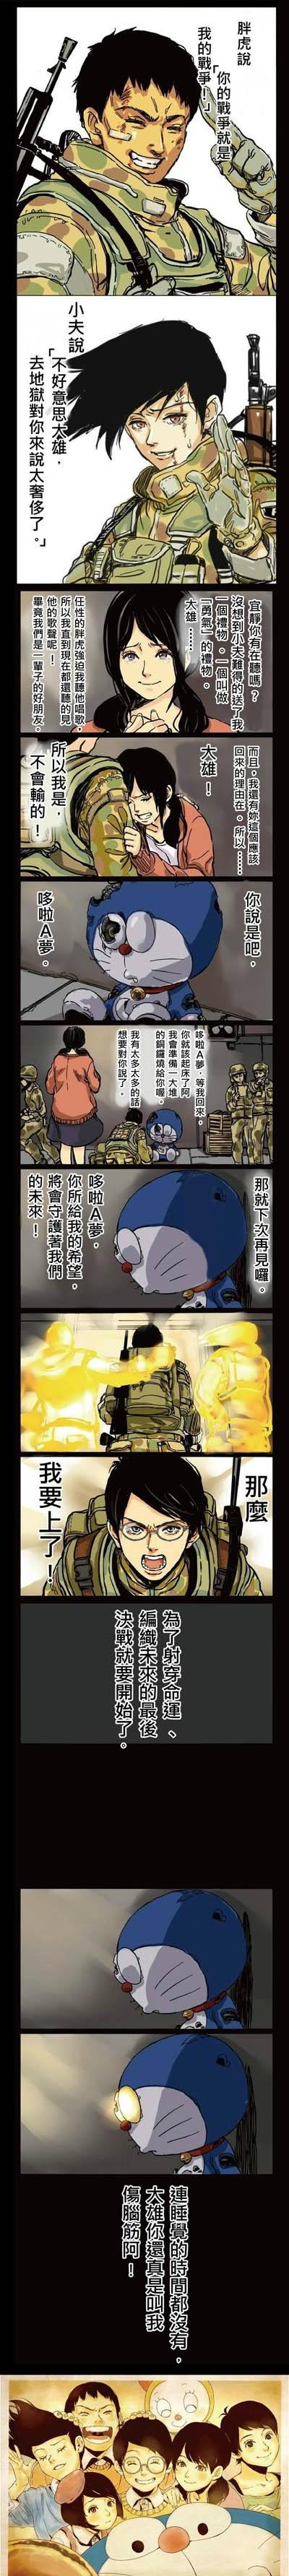 胖虎說
「你的戰爭就是
我的戰爭！」
小夫說
「不好意思大雄，
去地獄對你來說太奢侈了。」
宜靜你有在聽嗎？
沒想到小夫難得的送了我
一個禮物。一個叫做
「勇氣」的禮物。
大雄……
任性的胖虎強迫我聽他唱歌，
所以我直到現在都還聽的見
他的歌聲呢！
畢竟我們是一輩子的好朋友。
而且，我還有妳這個應該
回來的理由在。所以……
大雄！
所以我是，
不會輸的！
你說是吧，
哆啦A夢。
哆啦A夢，等我回來，
你就該起床了阿
我會準備一大堆
的銅鑼燒給你喔。
我有太多太多的話
想要對你說了。
那就下次再見囉。
哆啦A夢，
你所給我的希望，
將會守護著我們
的未來！
那麼
我要上了！
為了射穿命運、
編織未來的最後
決戰就要開始了。
連睡覺的時間都沒有，
大雄你還真是叫我
傷腦筋阿！